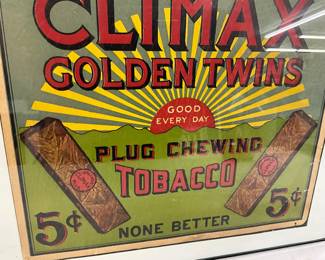 CLIMAX
GOLDEN TWINS
GOOD
EVERY DAY
PLUG CHEWING
TOBACCO
5¢ 5¢
NONE BETTER